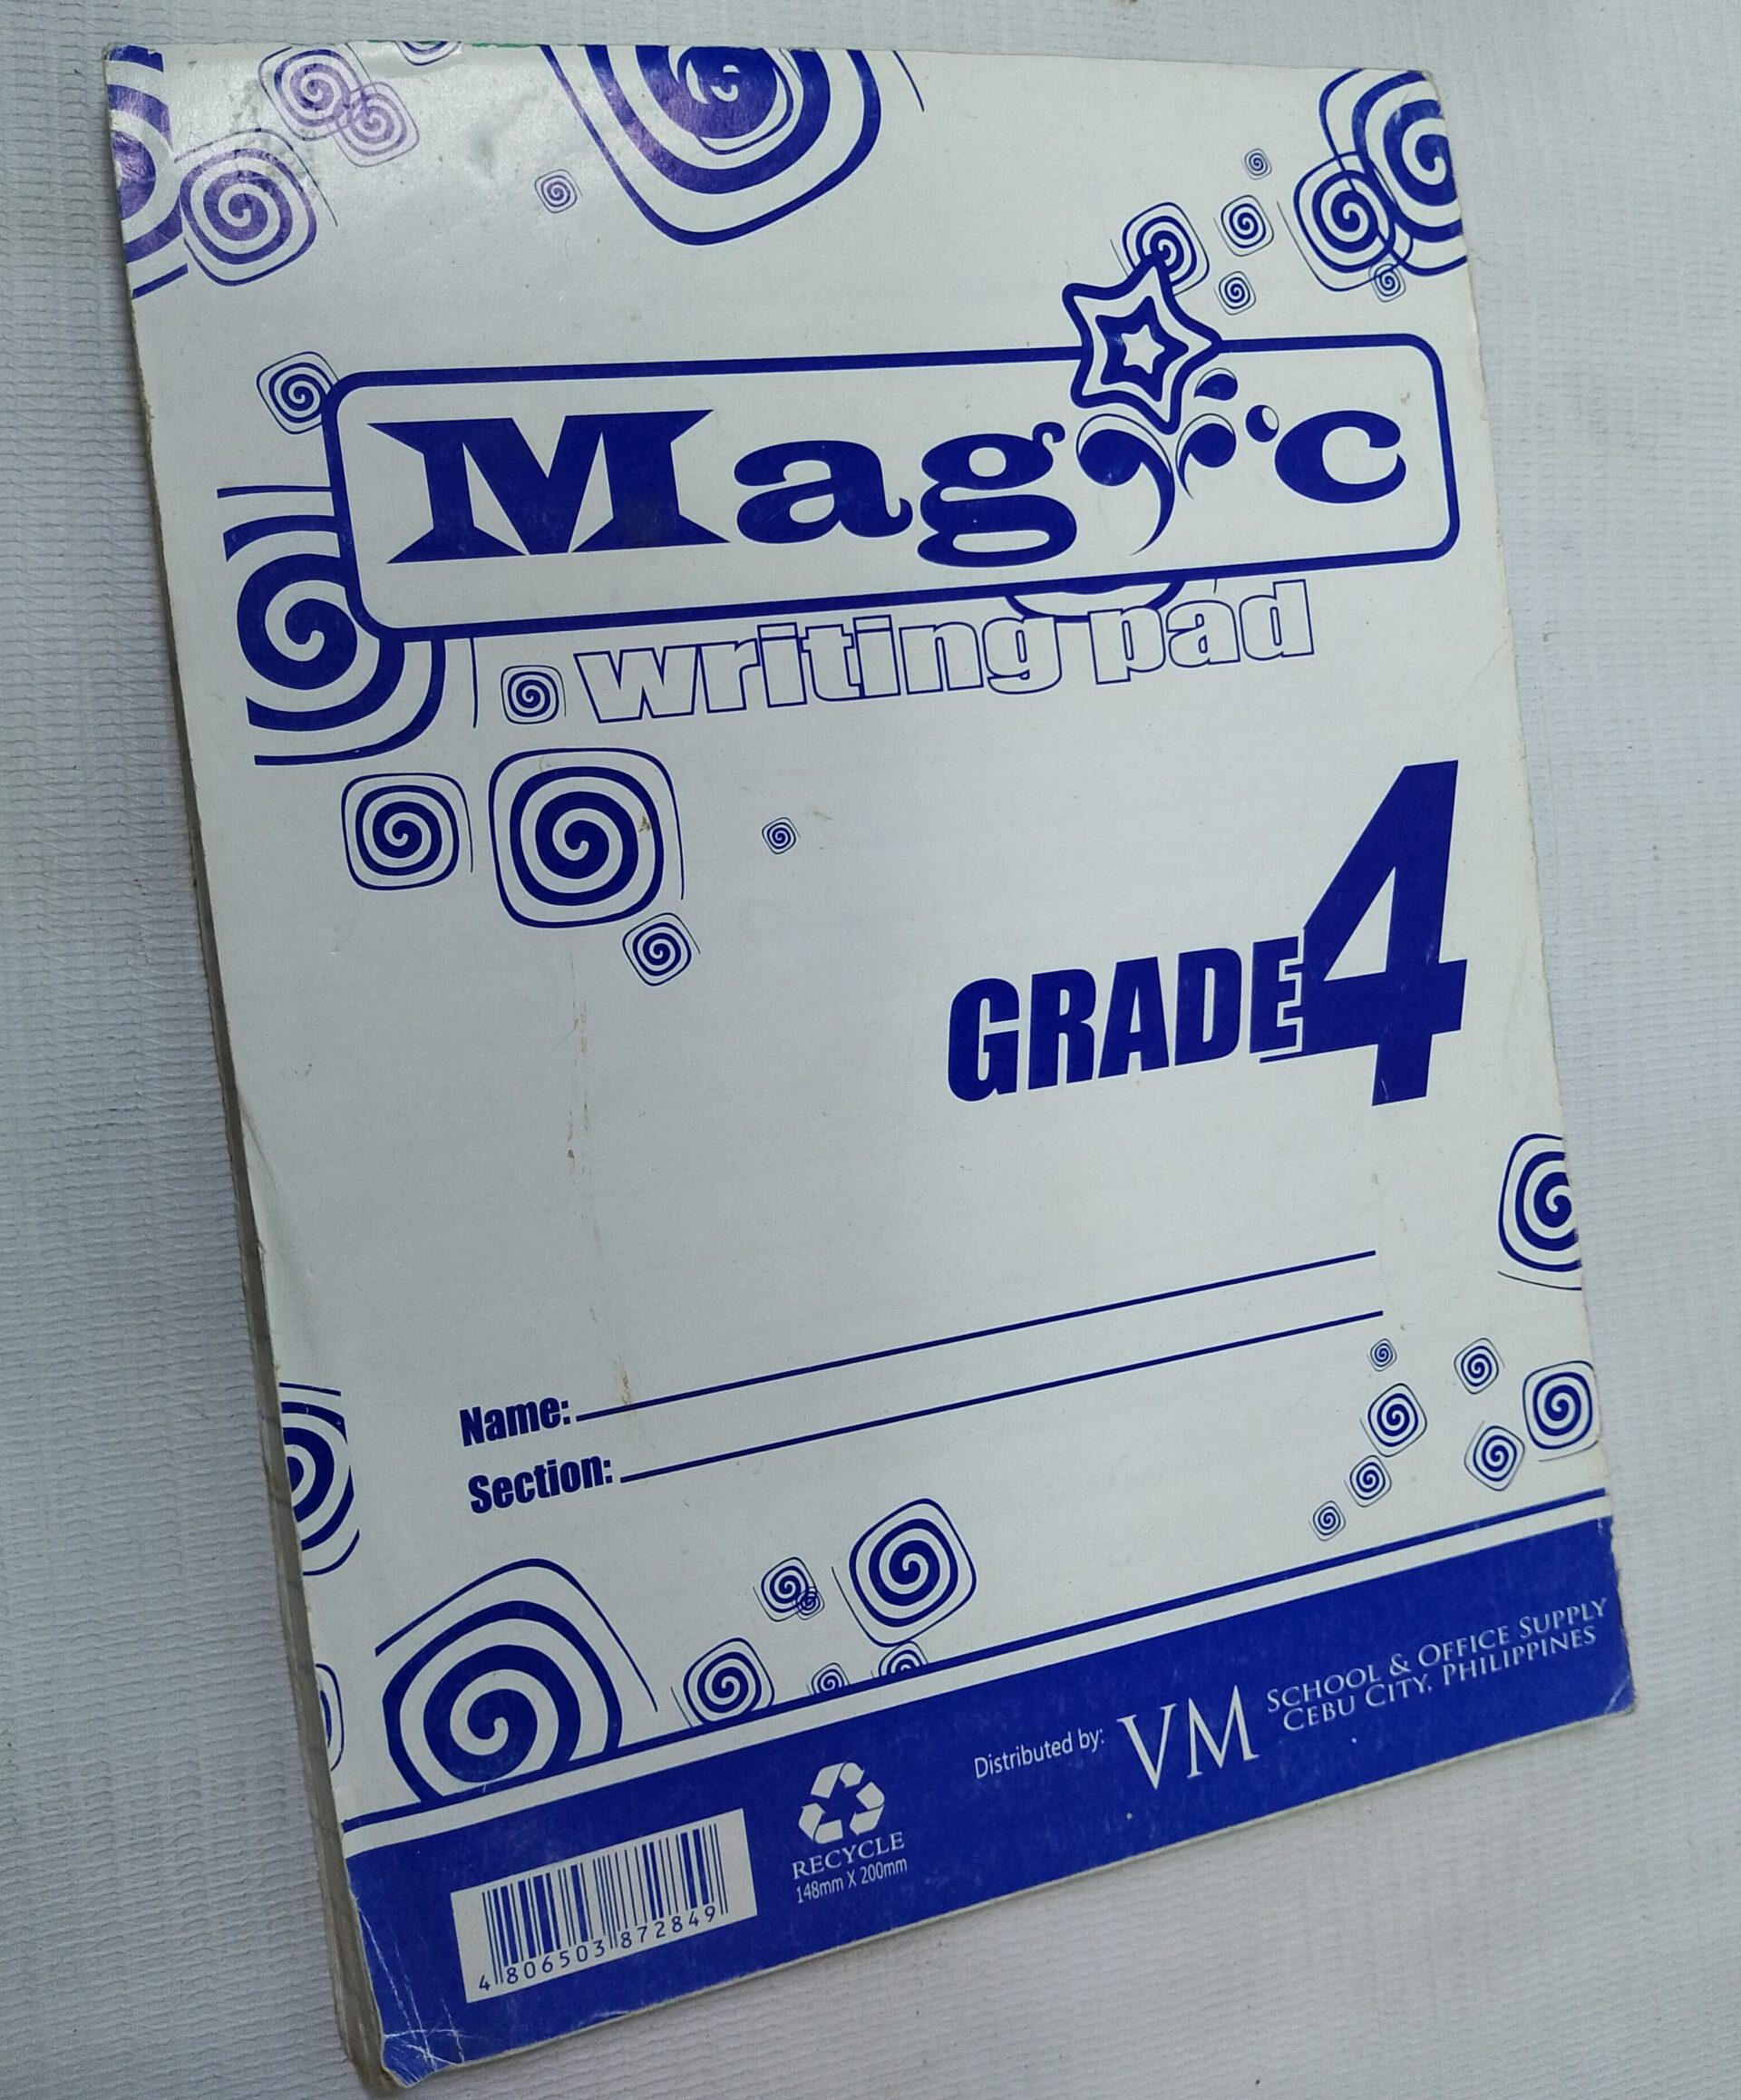 Magic
writing pad
GRADE 4
Name:
Section:
Distributed by: VM SCHOOL & OFFICE SUPPLY
CEBU CITY, PHILIPPINES
RECYCLE
148mm X 200mm
4 806503 872849